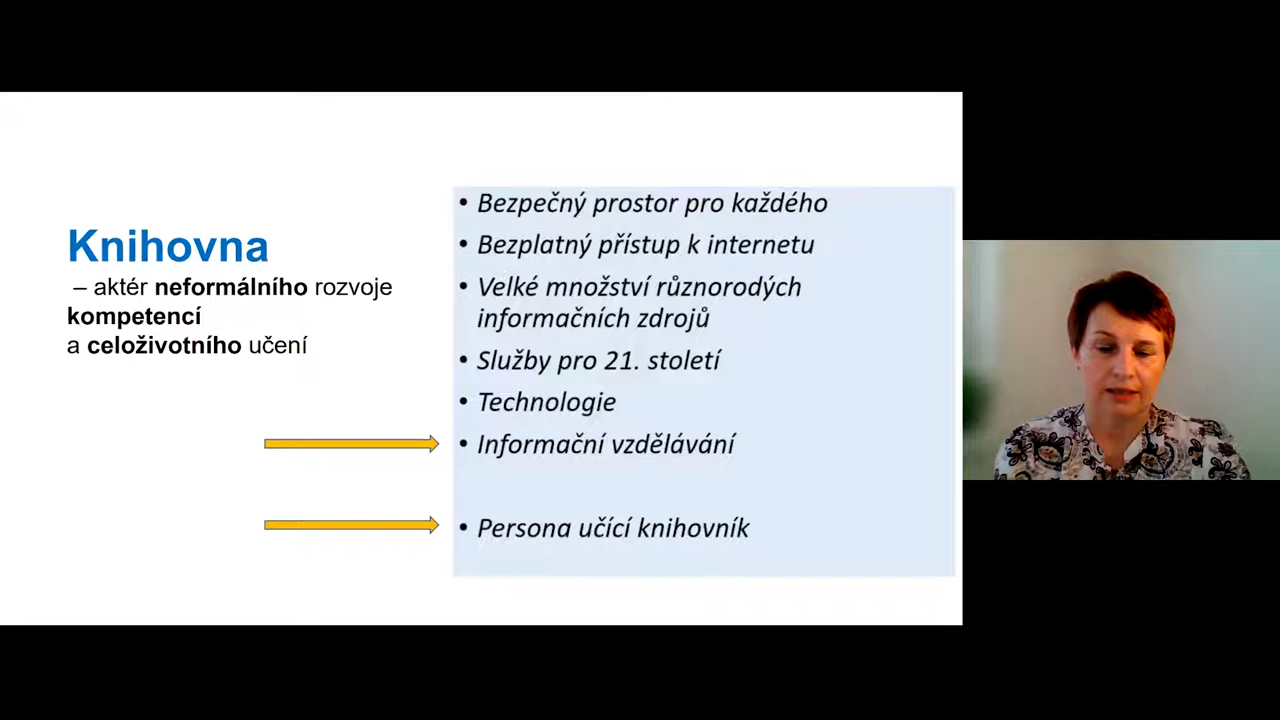 Knihovna
– aktér neformálního rozvoje
kompetencí
a celoživotního učení
• Bezpečný prostor pro každého
• Bezplatný přístup k internetu
• Velké množství různorodých
informačních zdrojů
• Služby pro 21. století
• Technologie
• Informační vzdělávání
• Persona učící knihovník